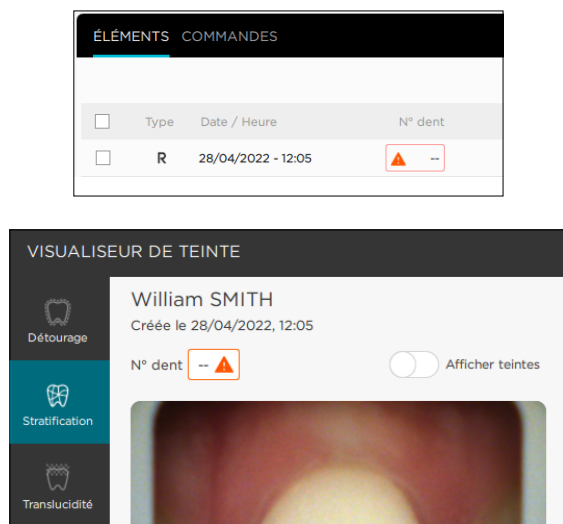 ÉLÉMENTS COMMANDES
Type Date / Heure N° dent
R 28/04/2022 - 12:05 --
VISUALISEUR DE TEINTE
William SMITH
Créée le 28/04/2022, 12:05
N° dent -- Afficher teintes
Détourage
Stratification
Translucidité